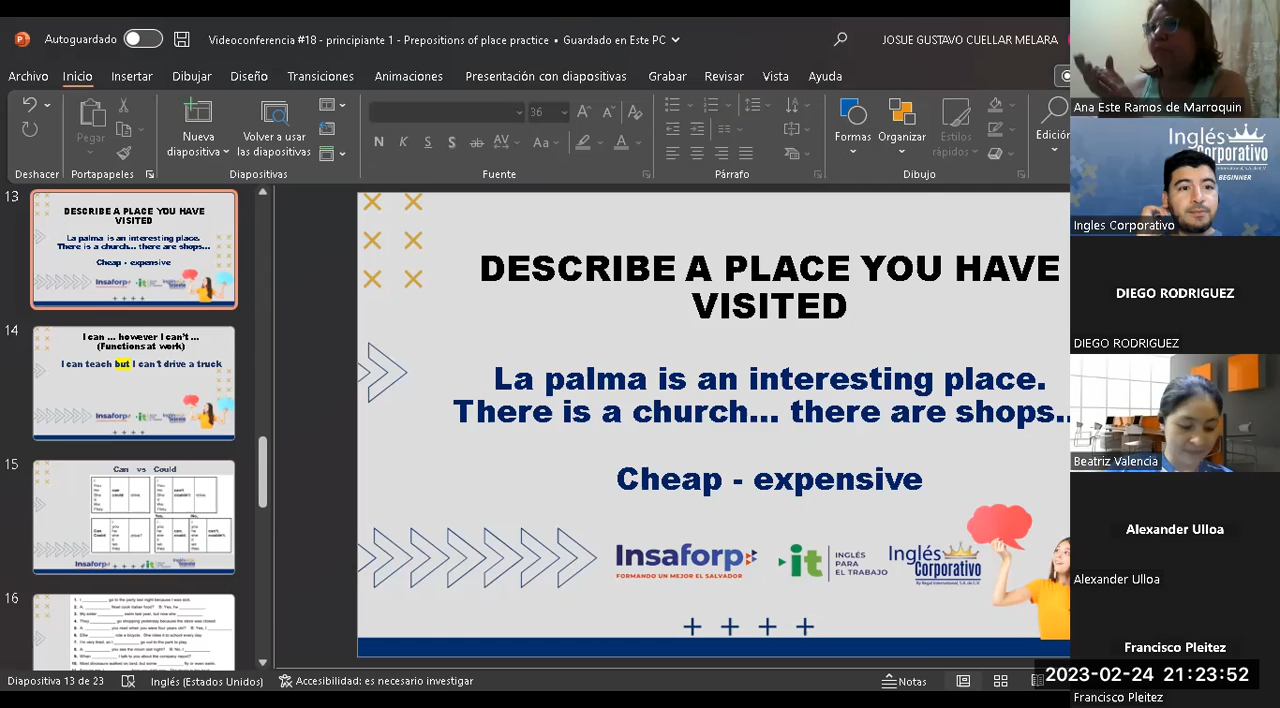 Autoguardado
Videoconferencia #18 - principiante 1 - Prepositions of place practice • Guardado en Este PC
JOSUE GUSTAVO CUELLAR MELARA
Archivo Inicio Insertar Dibujar Diseño Transiciones Animaciones Presentación con diapositivas Grabar Revisar Vista Ayuda
36
Pegar
Nueva diapositiva
Volver a usar las diapositivas
N K S S ab AV Aa A
Formas
Organizar
Estilos rápidos
Edición
Deshacer Portapapeles Diapositivas Fuente Párrafo Dibujo
13
DESCRIBE A PLACE YOU HAVE
VISITED
La palma is an interesting place.
There is a church... there are shops...
Cheap - expensive
14
I can ... however I can't ...
(Functions at work)
I can teach but I can't drive a truck
15
Can vs Could
16
DESCRIBE A PLACE YOU HAVE
VISITED
La palma is an interesting place.
There is a church... there are shops..
Cheap - expensive
Insaforp
FORMANDO UN MEJOR EL SALVADOR
it
INGLÉS
PARA
EL TRABAJO
Inglés
Corporativo
Diapositiva 13 de 23
Inglés (Estados Unidos)
Accesibilidad: es necesario investigar
Notas
Ana Este Ramos de Marroquin
Inglés
Corporativo
BEGINNER
Ingles Corporativo
DIEGO RODRIGUEZ
DIEGO RODRIGUEZ
Beatriz Valencia
Alexander Ulloa
Alexander Ulloa
Francisco Pleitez
2023-02-24 21:23:52
Francisco Pleitez